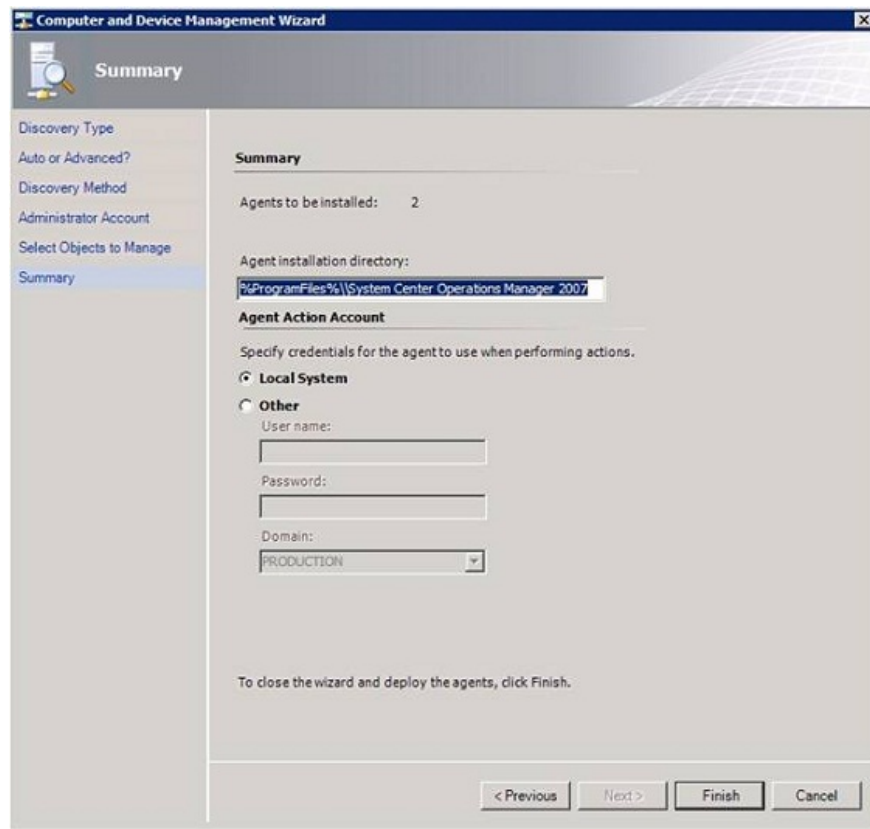 Computer and Device Management Wizard
Summary
Discovery Type
Auto or Advanced?
Discovery Method
Administrator Account
Select Objects to Manage
Summary
Summary
Agents to be installed: 2
Agent installation directory:
%ProgramFiles%\\System Center Operations Manager 2007
Agent Action Account
Specify credentials for the agent to use when performing actions.
Local System
Other
User name:
Password:
Domain:
PRODUCTION
To close the wizard and deploy the agents, click Finish.
< Previous Next > Finish Cancel